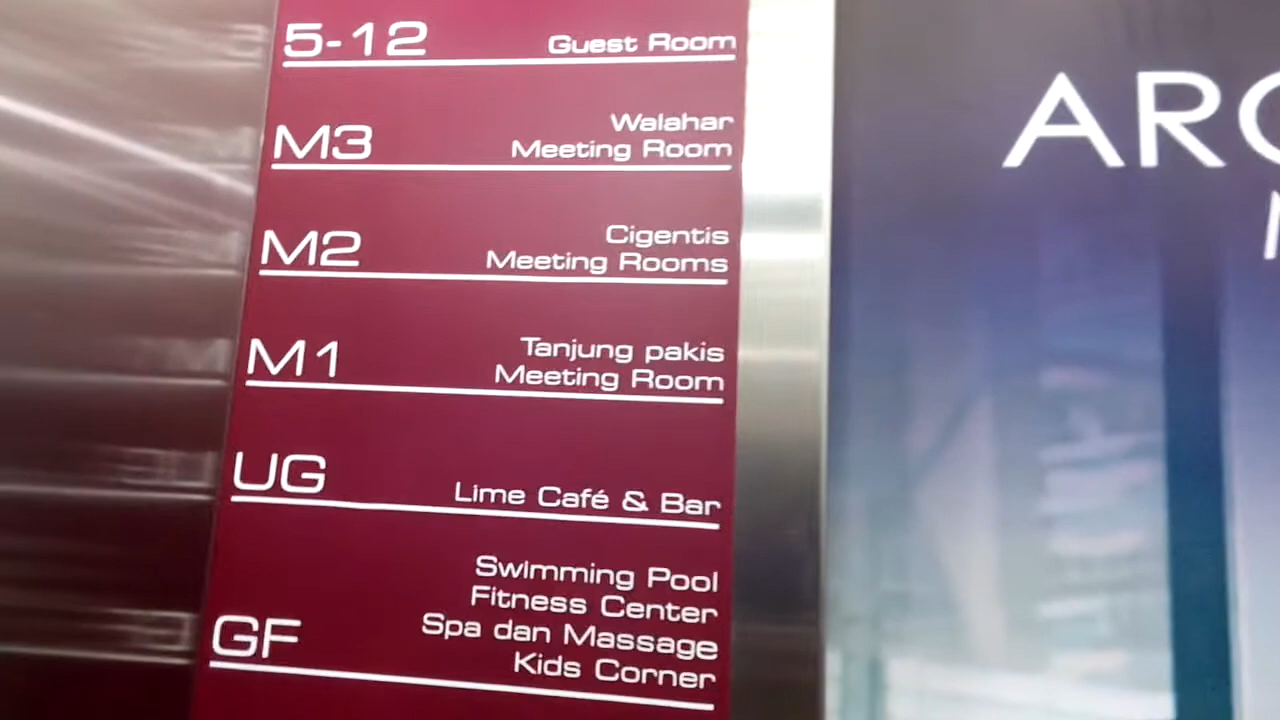 5-12 Guest Room
Walahar
M3 Meeting Room
Cigentis
M2 Meeting Rooms
Tanjung pakis
M1 Meeting Room
UG Lime Café & Bar
Swimming Pool
Fitness Center
Spa dan Massage
GF Kids Corner